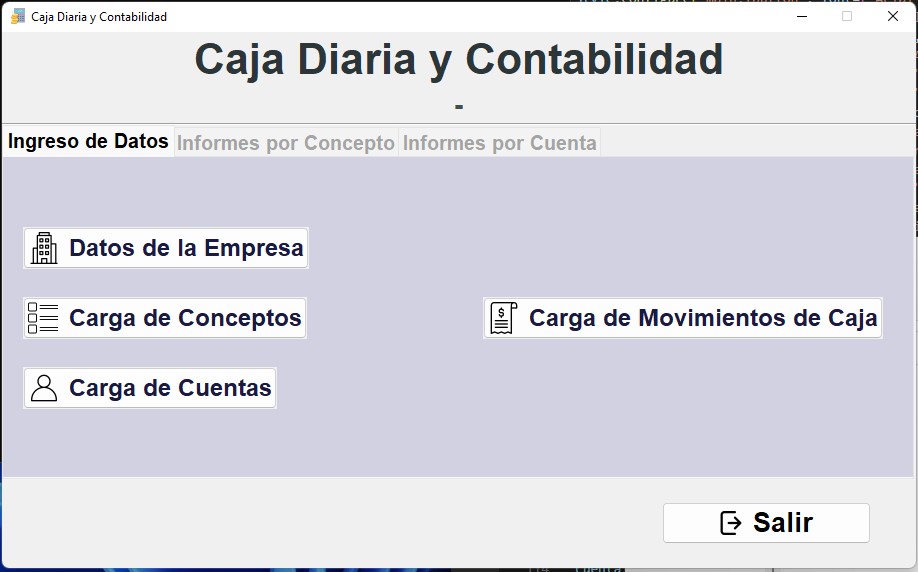 Caja Diaria y Contabilidad
Caja Diaria y Contabilidad
-
Ingreso de Datos Informes por Concepto Informes por Cuenta
Datos de la Empresa
Carga de Conceptos Carga de Movimientos de Caja
Carga de Cuentas
Salir